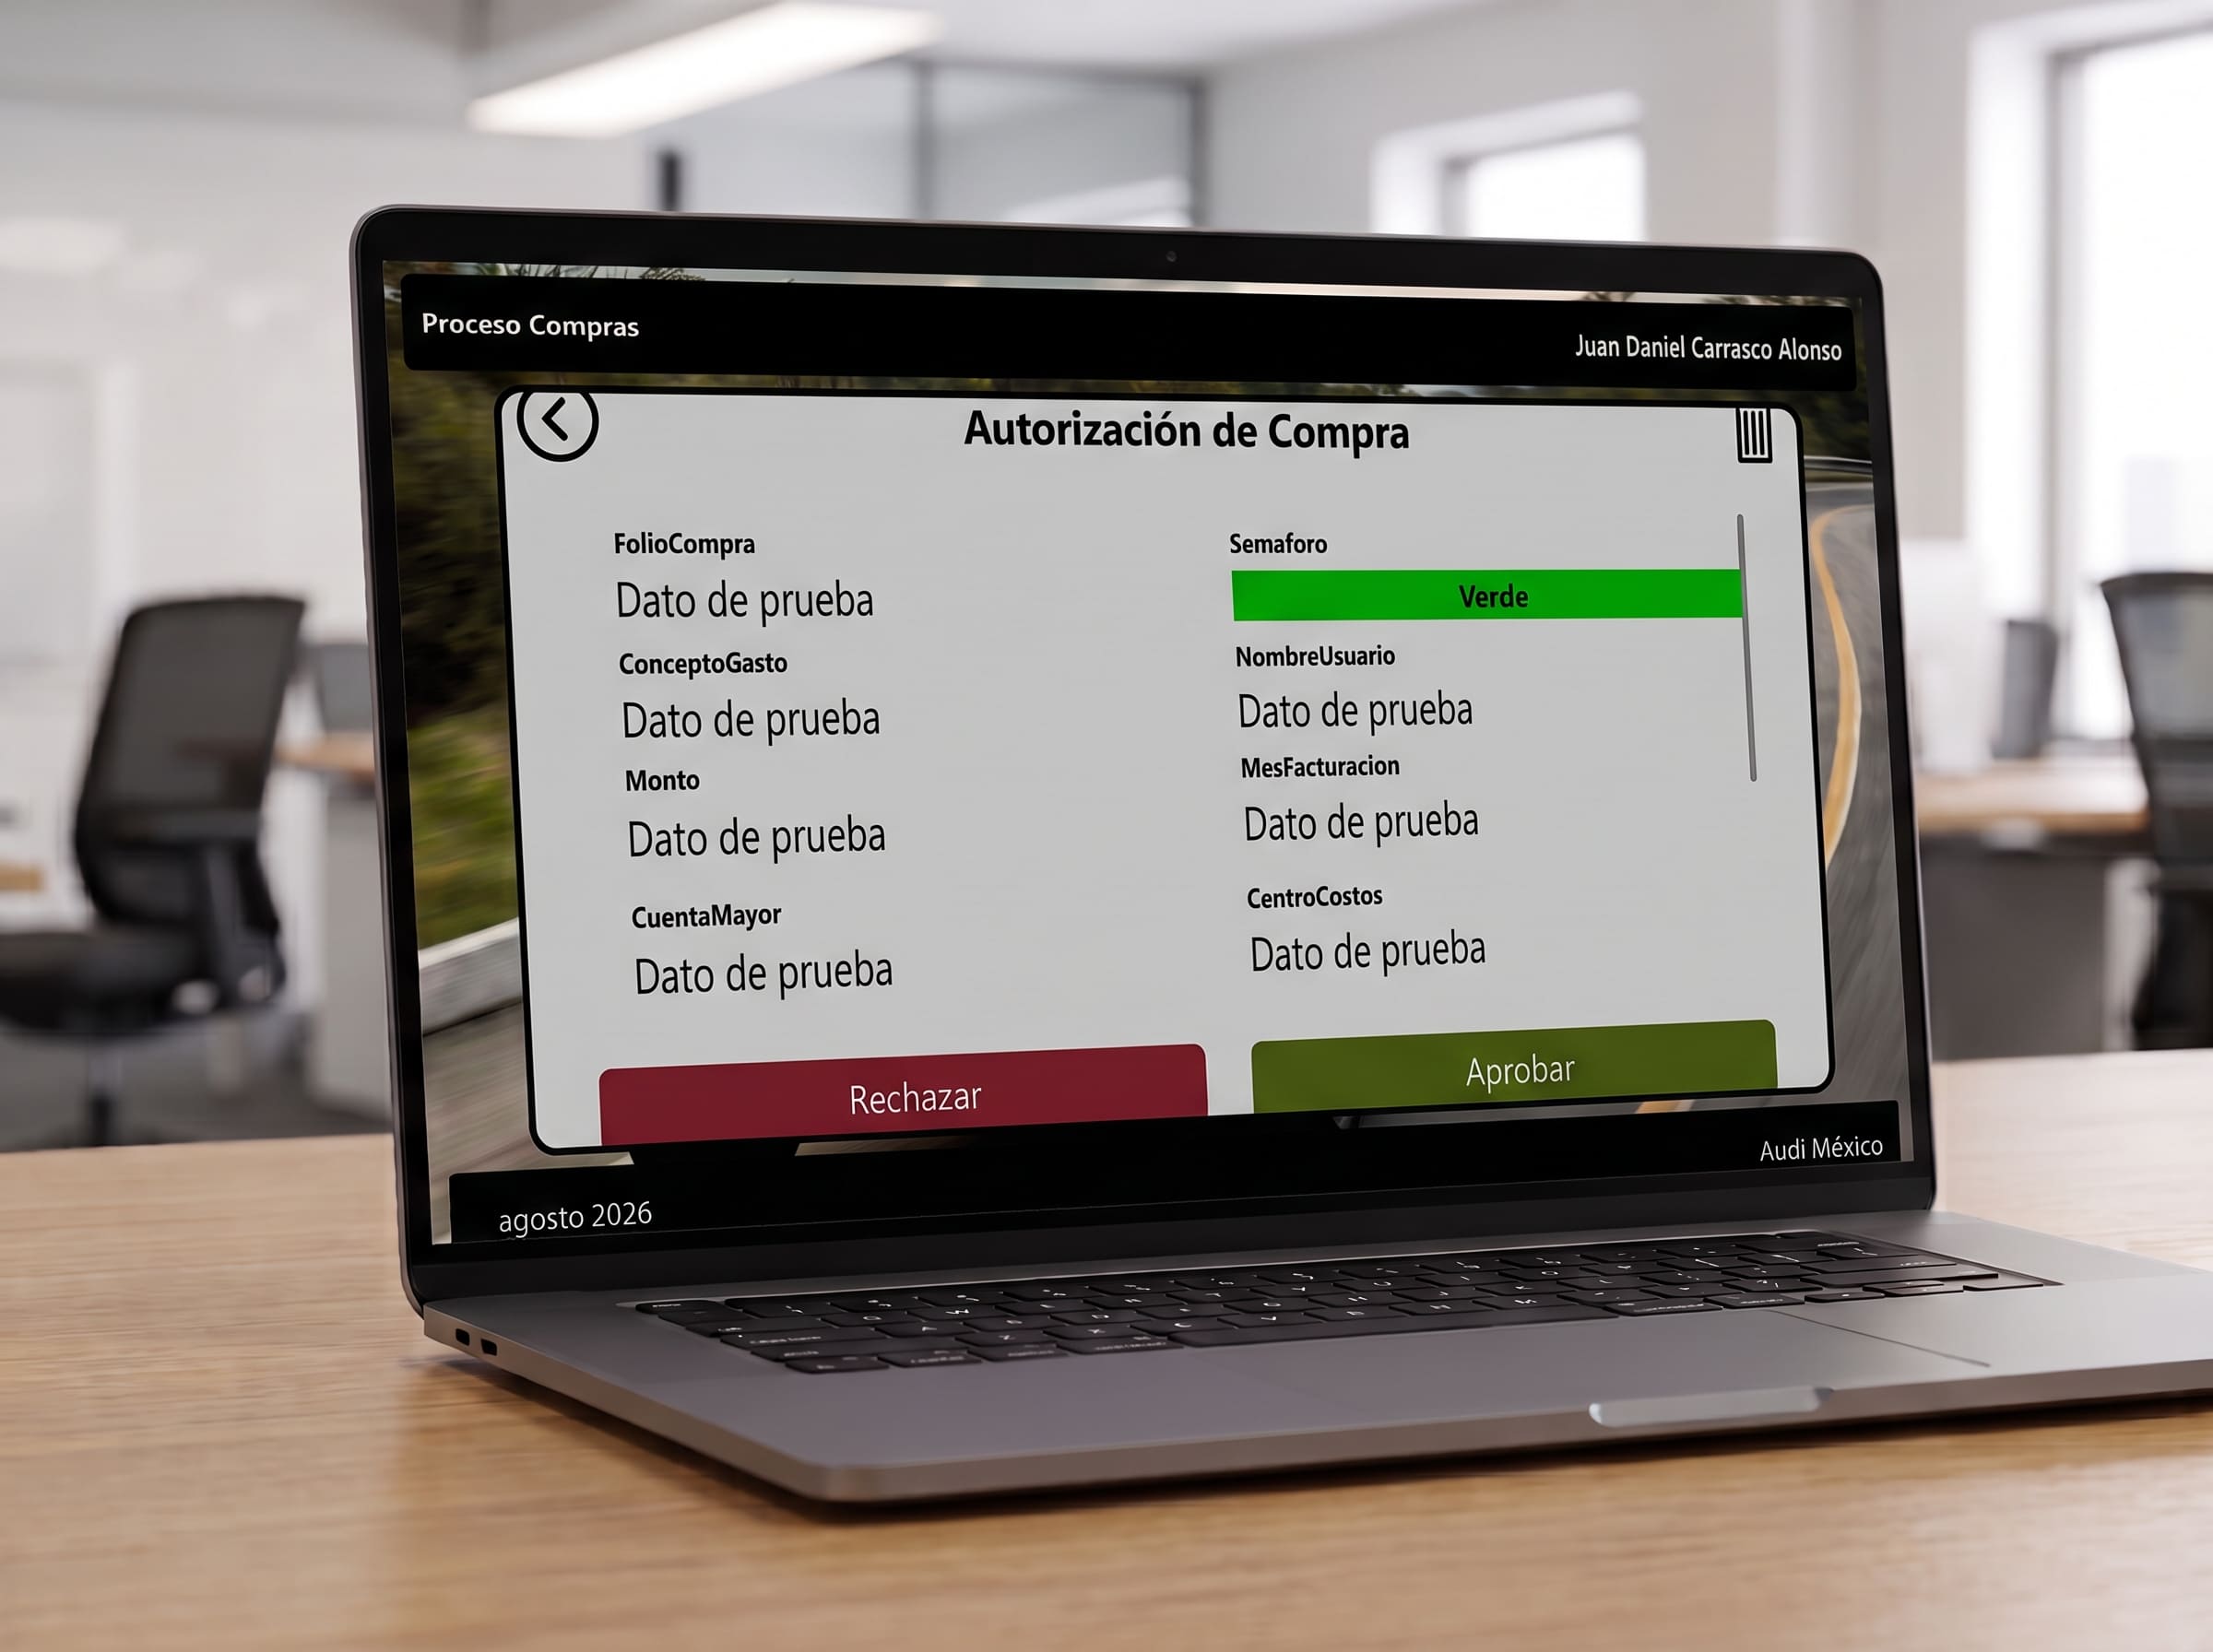 Proceso Compras
Juan Daniel Carrasco Alonso
Autorización de Compra
FolioCompra
Dato de prueba
ConceptoGasto
Dato de prueba
Monto
Dato de prueba
CuentaMayor
Dato de prueba
Semaforo
Verde
NombreUsuario
Dato de prueba
MesFacturacion
Dato de prueba
CentroCostos
Dato de prueba
Rechazar
Aprobar
Audi México
agosto 2026